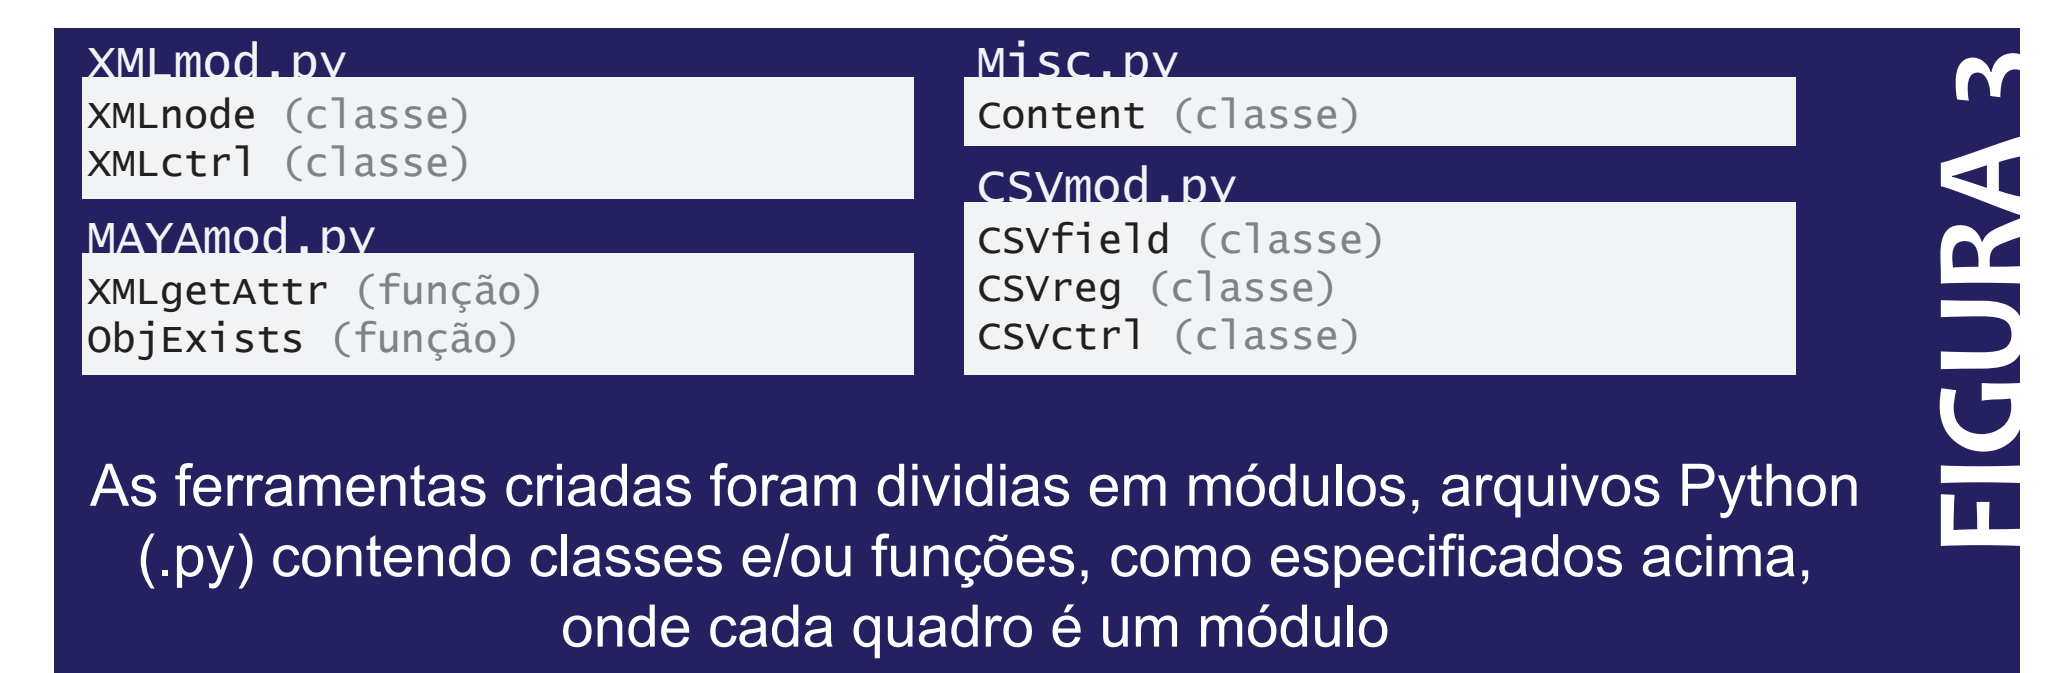 XMLmod.py
XMLnode (classe)
XMLctrl (classe)
MAYAmod.py
XMLgetAttr (função)
ObjExists (função)
Misc.py
Content (classe)
CSVmod.py
CSVfield (classe)
CSVreg (classe)
CSVctrl (classe)
As ferramentas criadas foram dividias em módulos, arquivos Python
(.py) contendo classes e/ou funções, como especificados acima,
onde cada quadro é um módulo
FIGURA 3